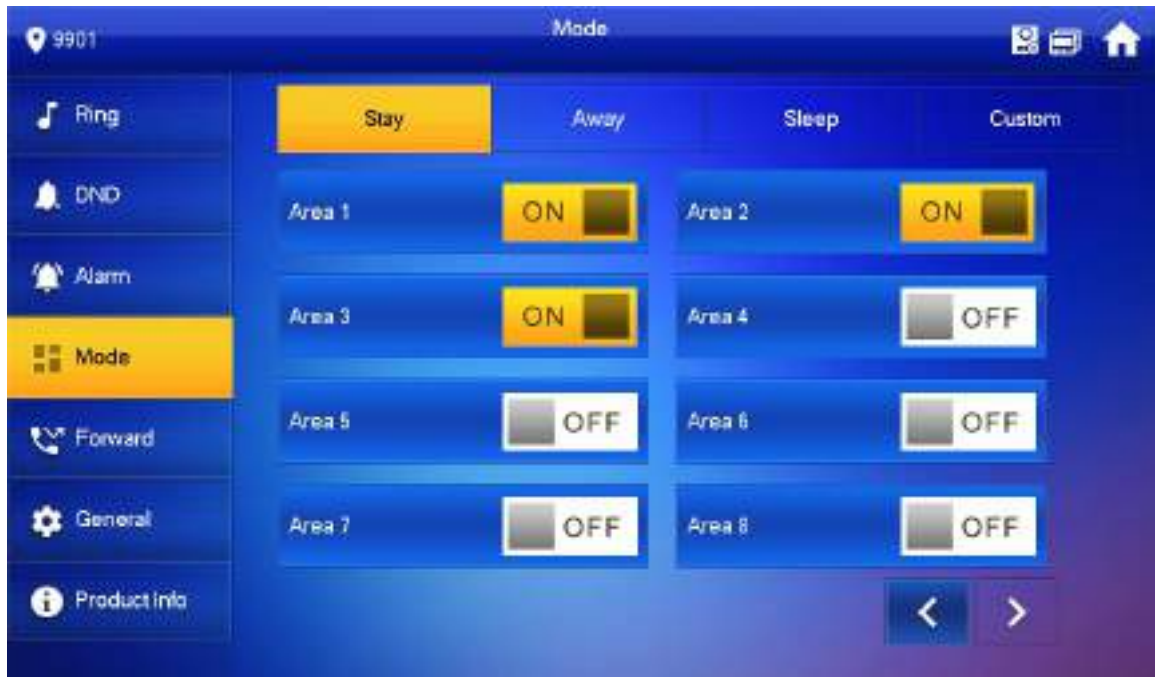 9901
Mode
Ring
DND
Alarm
Mode
Forward
General
Product Info
Stay
Away
Sleep
Custom
Area 1
ON
Area 2
ON
Area 3
ON
Area 4
OFF
Area 5
OFF
Area 6
OFF
Area 7
OFF
Area 8
OFF